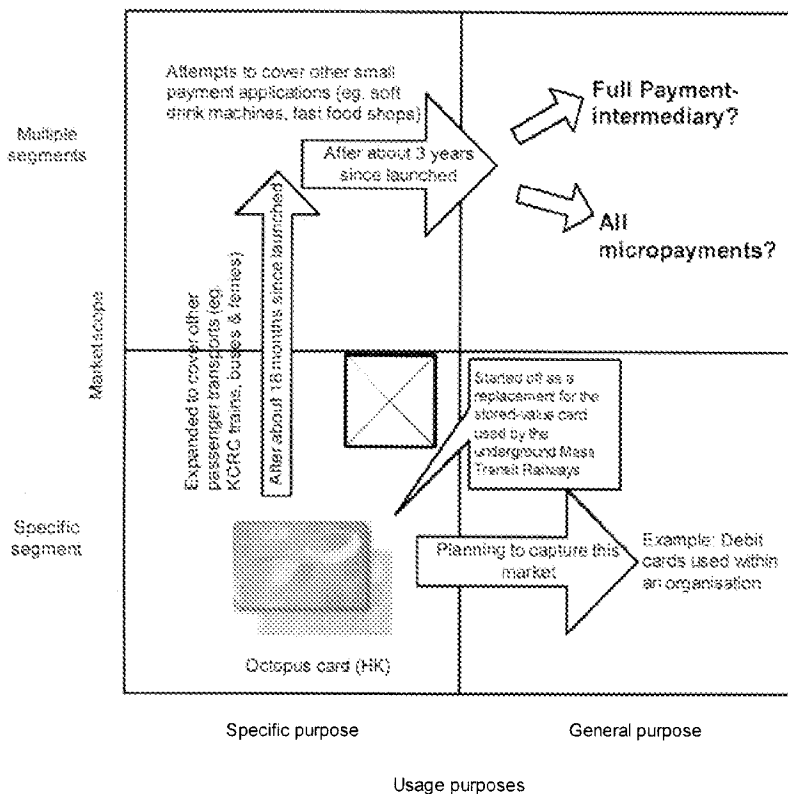 Attempts to cover other small
payment applications (eg. soft
drink machines, fast food shops)
Full Payment-
intermediary?
Multiple
segments
After about 3 years
since launched
All
micropayments?
Market scope
Expanded to cover other
passenger transports (eg.
KCRC trains, buses & ferries)
After about 18 months since launched
Started off as a
replacement for the
stored-value card
used by the
underground Mass
Transit Railways
Specific
segment
Planning to capture this
market
Example: Debit
cards used within
an organisation
Octopus card (HK)
Specific purpose
General purpose
Usage purposes